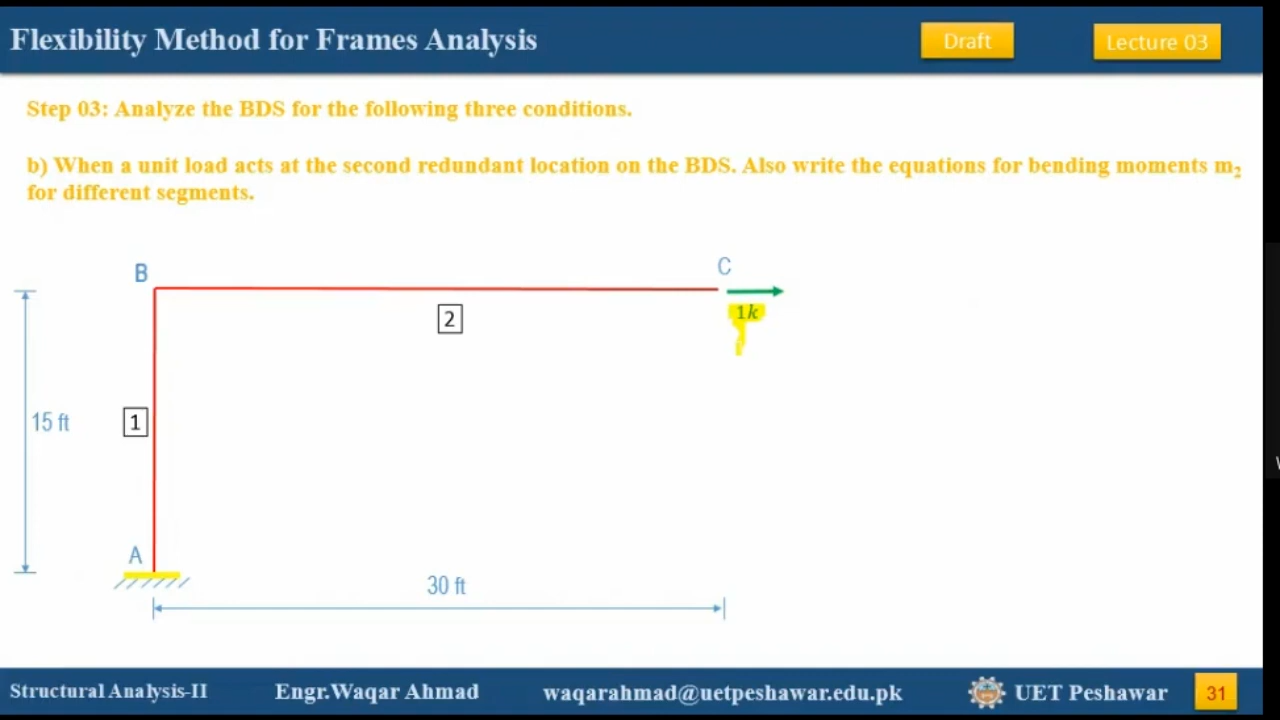 Flexibility Method for Frames Analysis
Draft
Lecture 03
Step 03: Analyze the BDS for the following three conditions.
b) When a unit load acts at the second redundant location on the BDS. Also write the equations for bending moments m₂
for different segments.
B
C
1k
2
15 ft
1
A
30 ft
Structural Analysis-II
Engr.Waqar Ahmad
waqarahmad@uetpeshawar.edu.pk
UET Peshawar
31